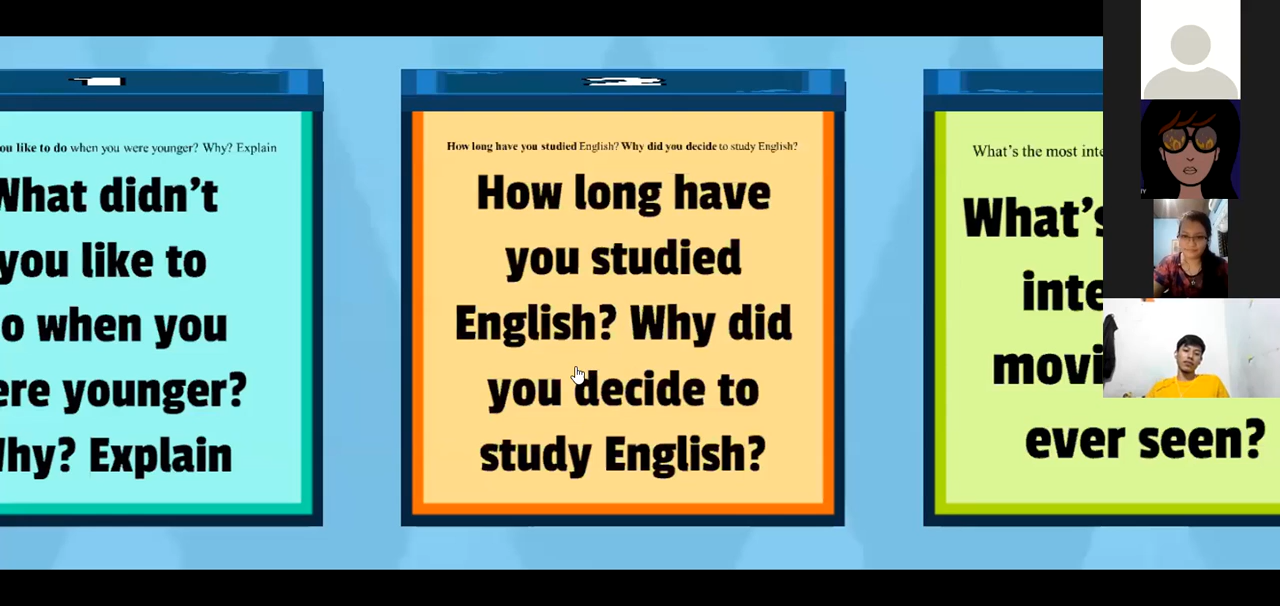 ou like to do when you were younger? Why? Explain
What didn't
you like to
o when you
ere younger?
Why? Explain
How long have you studied English? Why did you decide to study English?
How long have
you studied
English? Why did
you decide to
study English?
What's the most inte
What's
inte
movi
ever seen?